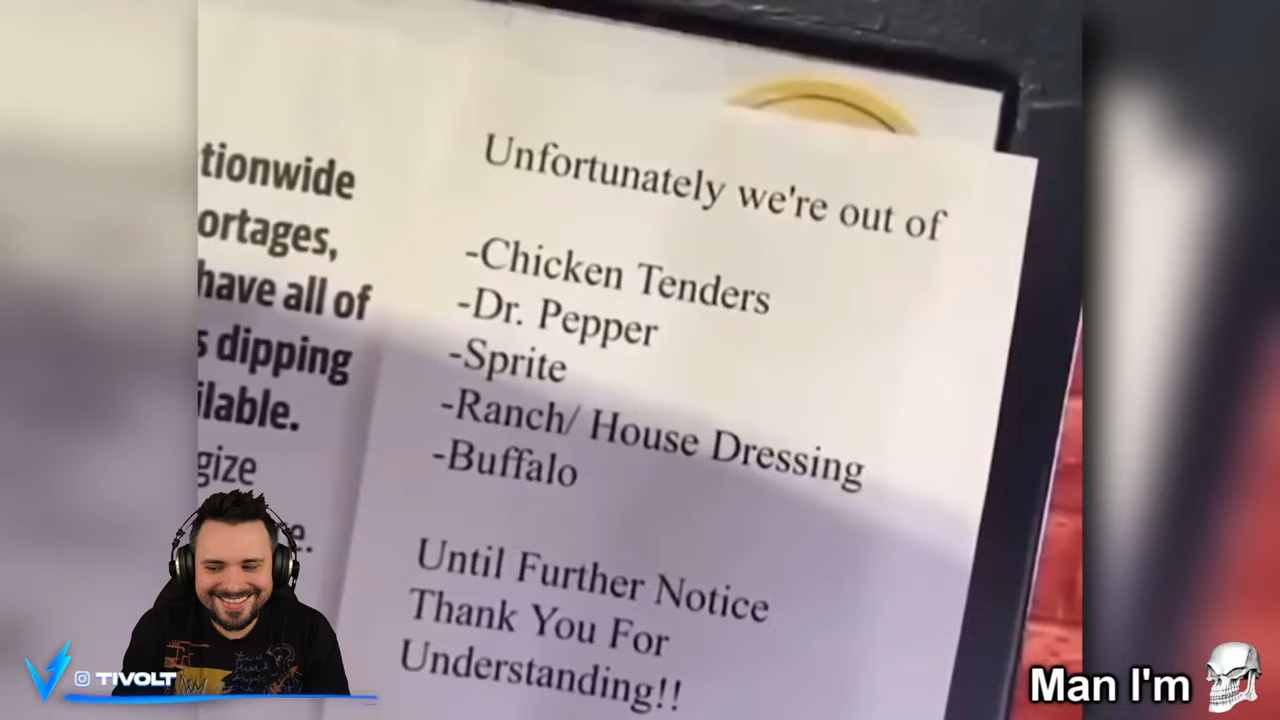 tionwide
ortages,
have all of
s dipping
ilable.
gize
e.
Unfortunately we're out of
-Chicken Tenders
-Dr. Pepper
-Sprite
-Ranch/ House Dressing
-Buffalo
Until Further Notice
Thank You For
Understanding!!
TIVOLT
Man I'm